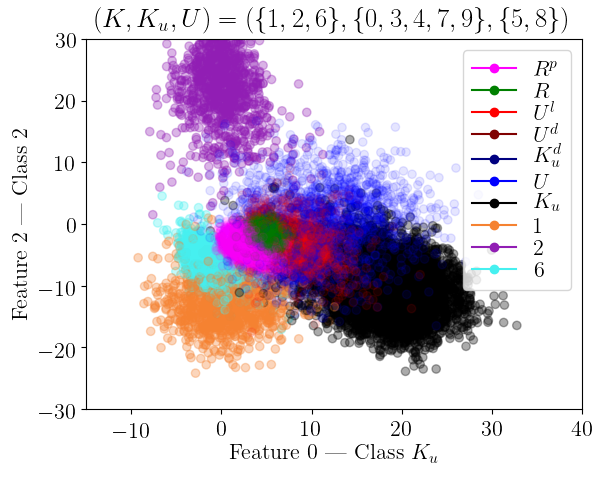 (K, K_u, U) = ({1, 2, 6}, {0, 3, 4, 7, 9}, {5, 8})
30
20
10
0
−10
−20
−30
Feature 2 — Class 2
R^p
R
U^l
U^d
K_u^d
U
K_u
1
2
6
−10 0 10 20 30 40
Feature 0 — Class K_u